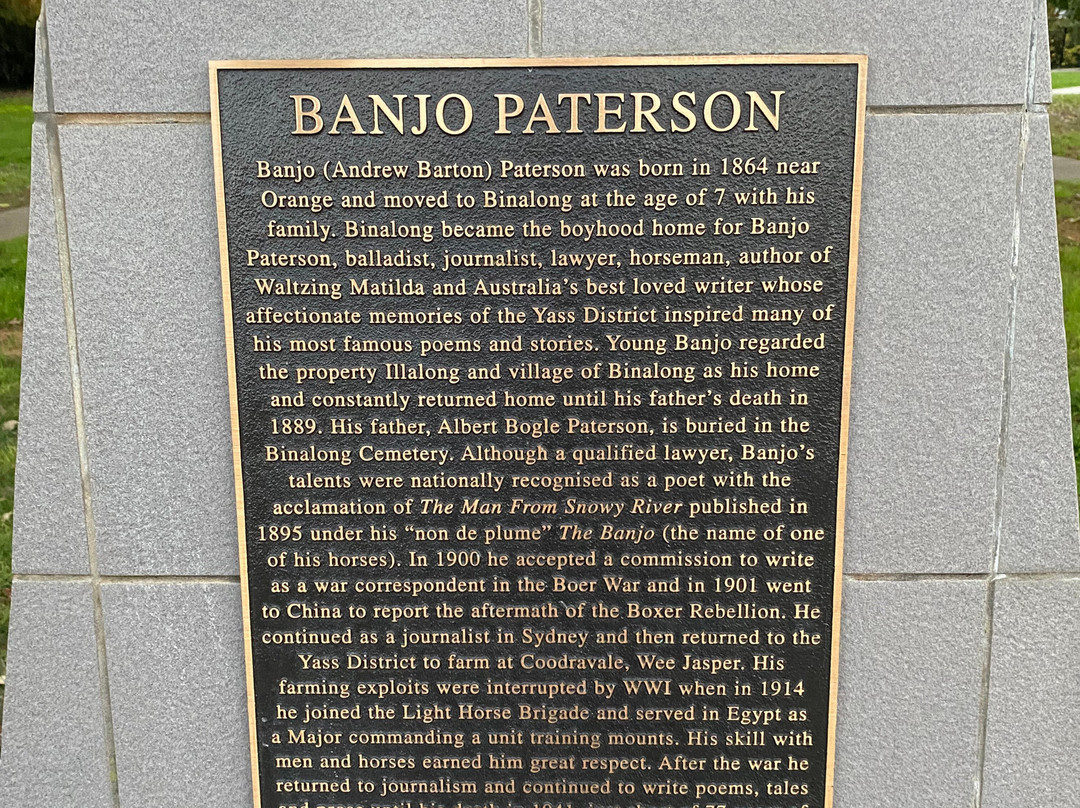 BANJO PATERSON
Banjo (Andrew Barton) Paterson was born in 1864 near
Orange and moved to Binalong at the age of 7 with his
family. Binalong became the boyhood home for Banjo
Paterson, balladist, journalist, lawyer, horseman, author of
Waltzing Matilda and Australia's best loved writer whose
affectionate memories of the Yass District inspired many of
his most famous poems and stories. Young Banjo regarded
the property Illalong and village of Binalong as his home
and constantly returned home until his father's death in
1889. His father, Albert Bogle Paterson, is buried in the
Binalong Cemetery. Although a qualified lawyer, Banjo's
talents were nationally recognised as a poet with the
acclamation of The Man From Snowy River published in
1895 under his "non de plume" The Banjo (the name of one
of his horses). In 1900 he accepted a commission to write
as a war correspondent in the Boer War and in 1901 went
to China to report the aftermath of the Boxer Rebellion. He
continued as a journalist in Sydney and then returned to the
Yass District to farm at Coodravale, Wee Jasper. His
farming exploits were interrupted by WWI when in 1914
he joined the Light Horse Brigade and served in Egypt as
a Major commanding a unit training mounts. His skill with
men and horses earned him great respect. After the war he
returned to journalism and continued to write poems, tales